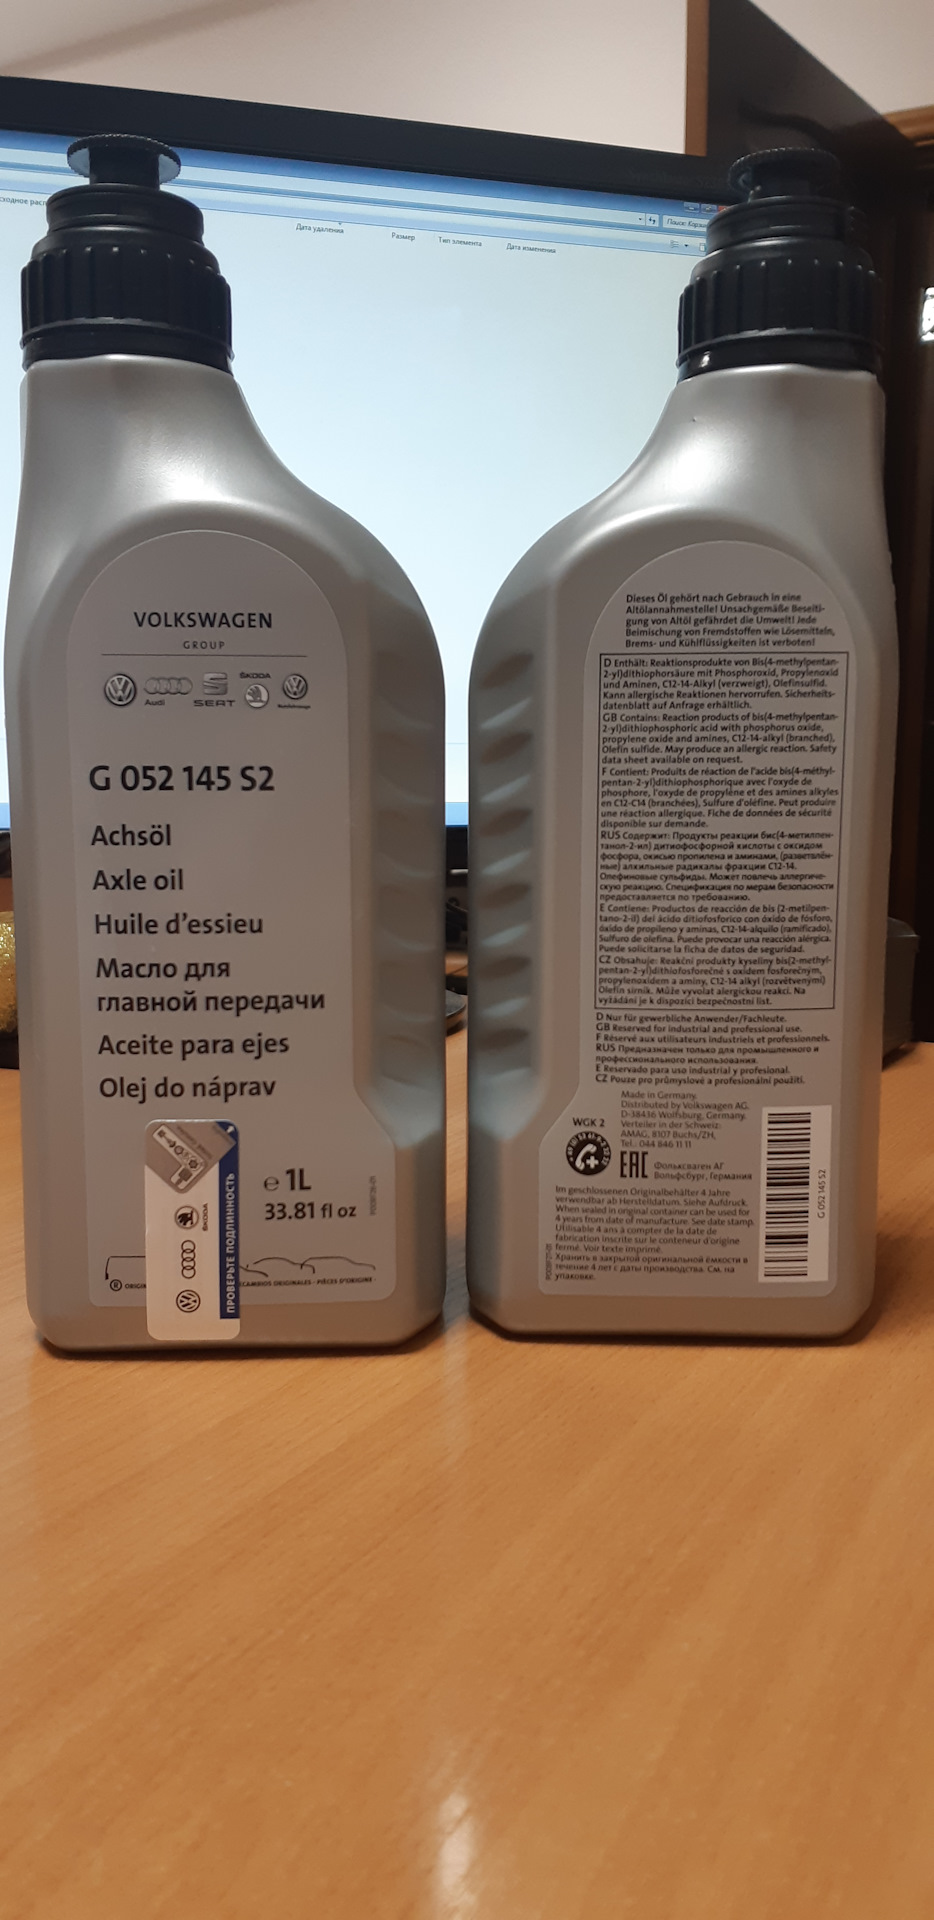 Дата удаления
Размер
Тип элемента
Дата изменения
VOLKSWAGEN
GROUP
Audi
SEAT
ŠKODA
G 052 145 S2
Achsöl
Axle oil
Huile d'essieu
Масло для
главной передачи
Aceite para ejes
Olej do náprav
℮ 1L
33.81 fl oz
ŠKODA
ПРОВЕРЬТЕ ПОДЛИННОСТЬ
® ORIGIN
CAMBIOS ORIGINALES · PIÈCES D'ORIGINE ·
Dieses Öl gehört nach Gebrauch in eine
Altölannahmestelle! Unsachgemäße Beseiti-
gung von Altöl gefährdet die Umwelt! Jede
Beimischung von Fremdstoffen wie Lösemitteln,
Brems- und Kühlflüssigkeiten ist verboten!
D Enthält: Reaktionsprodukte von Bis(4-methylpentan-
2-yl)dithiophorsäure mit Phosphoroxid, Propylenoxid
und Aminen, C12-14-Alkyl (verzweigt), Olefinsulfid.
Kann allergische Reaktionen hervorrufen. Sicherheits-
datenblatt auf Anfrage erhältlich.
GB Contains: Reaction products of bis(4-methylpentan-
2-yl)dithiophosphoric acid with phosphorus oxide,
propylene oxide and amines, C12-14-alkyl (branched),
Olefin sulfide. May produce an allergic reaction. Safety
data sheet available on request.
F Contient: Produits de réaction de l'acide bis(4-méthyl-
pentan-2-yl)dithiophosphorique avec l'oxyde de
phosphore, l'oxyde de propylène et des amines alkyles
en C12-C14 (branchées), Sulfure d'oléfine. Peut produire
une réaction allergique. Fiche de données de sécurité
disponible sur demande.
RUS Содержит: Продукты реакции бис(4-метилпен-
танол-2-ил) дитиофосфорной кислоты с оксидом
фосфора, окисью пропилена и аминами, (разветвлён-
ные) алкильные радикалы фракции C12-14.
Олефиновые сульфиды. Может повлечь аллергиче-
скую реакцию. Спецификация по мерам безопасности
предоставляется по требованию.
E Contiene: Productos de reacción de bis (2-metilpen-
tano-2-il) del ácido ditiofosforico con óxido de fósforo,
óxido de propileno y aminas, C12-14-alquilo (ramificado),
Sulfuro de olefina. Puede provocar una reacción alérgica.
Puede solicitarse la ficha de datos de seguridad.
CZ Obsahuje: Reakční produkty kyseliny bis(2-methyl-
pentan-2-yl)dithiofosforečné s oxidem fosforečným,
propylenoxidem a aminy, C12-14 alkyl (rozvětvenými)
Olefin sirník. Může vyvolat alergickou reakci. Na
vyžádání je k dispozici bezpečnostní list.
D Nur für gewerbliche Anwender/Fachleute.
GB Reserved for industrial and professional use.
F Réservé aux utilisateurs industriels et professionnels.
RUS Предназначен только для промышленного и
профессионального использования.
E Reservado para uso industrial y profesional.
CZ Pouze pro průmyslové a profesionální použití.
Made in Germany.
Distributed by Volkswagen AG,
D-38436 Wolfsburg, Germany.
Verteiler in der Schweiz:
AMAG, 8107 Buchs/ZH,
Tel.: 044 846 11 11
WGK 2
EAC
Фольксваген АГ
Вольфсбург, Германия
Im geschlossenen Originalbehälter 4 Jahre
verwendbar ab Herstelldatum. Siehe Aufdruck.
When sealed in original container can be used for
4 years from date of manufacture. See date stamp.
Utilisable 4 ans à compter de la date de
fabrication inscrite sur le conteneur d'origine
fermé. Voir texte imprimé.
Хранить в закрытой оригинальной ёмкости в
течение 4 лет с даты производства. См. на
упаковке.
G 052 145 S2